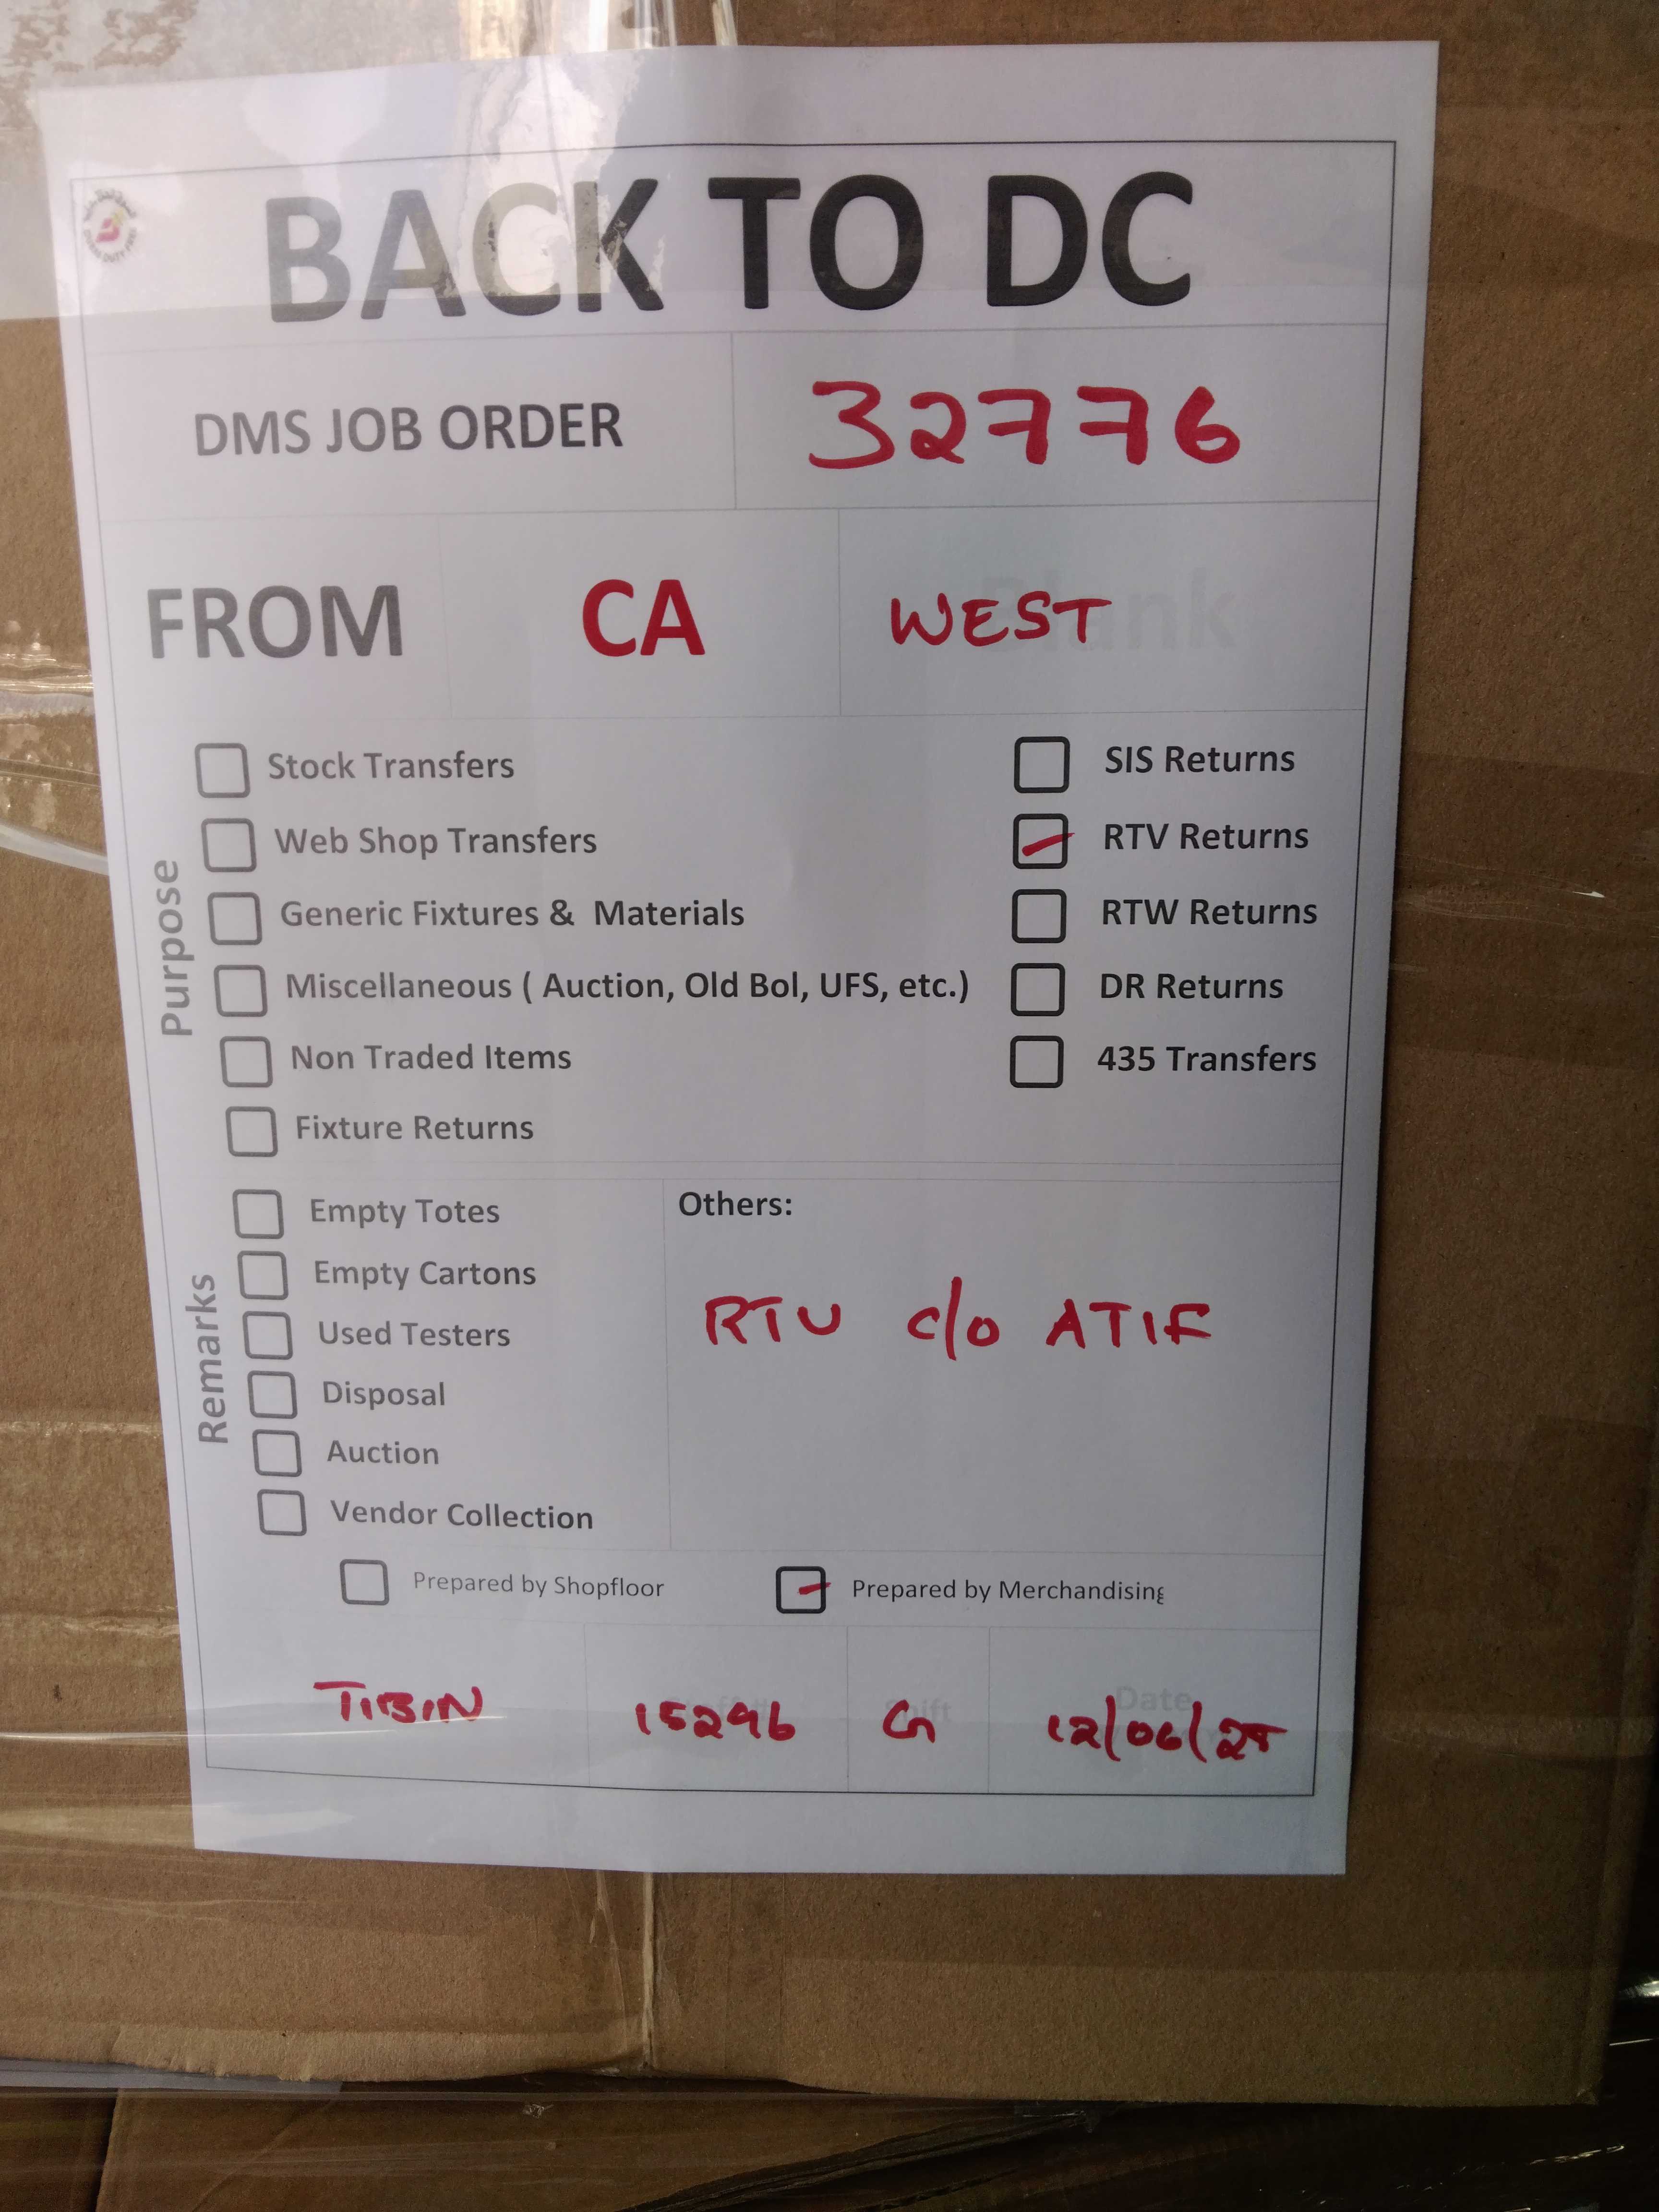 BACK TO DC
DMS JOB ORDER 32776
FROM CA WEST
Purpose
Stock Transfers
Web Shop Transfers
Generic Fixtures & Materials
Miscellaneous ( Auction, Old Bol, UFS, etc.)
Non Traded Items
Fixture Returns
SIS Returns
RTV Returns
RTW Returns
DR Returns
435 Transfers
Remarks
Empty Totes
Empty Cartons
Used Testers
Disposal
Auction
Vendor Collection
Others:
RTV c/o ATIF
Prepared by Shopfloor
Prepared by Merchandising
TIBIN 15296 G 12/06/25
Date